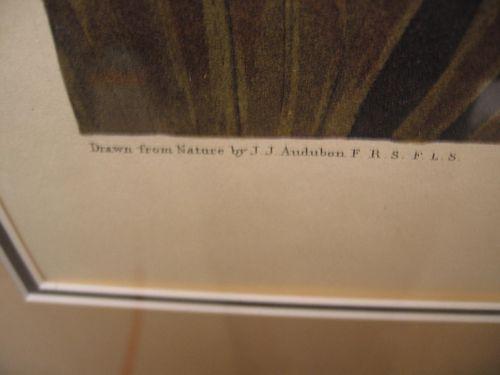 Drawn from Nature by J. J. Audubon F. R. S. F. L. S.